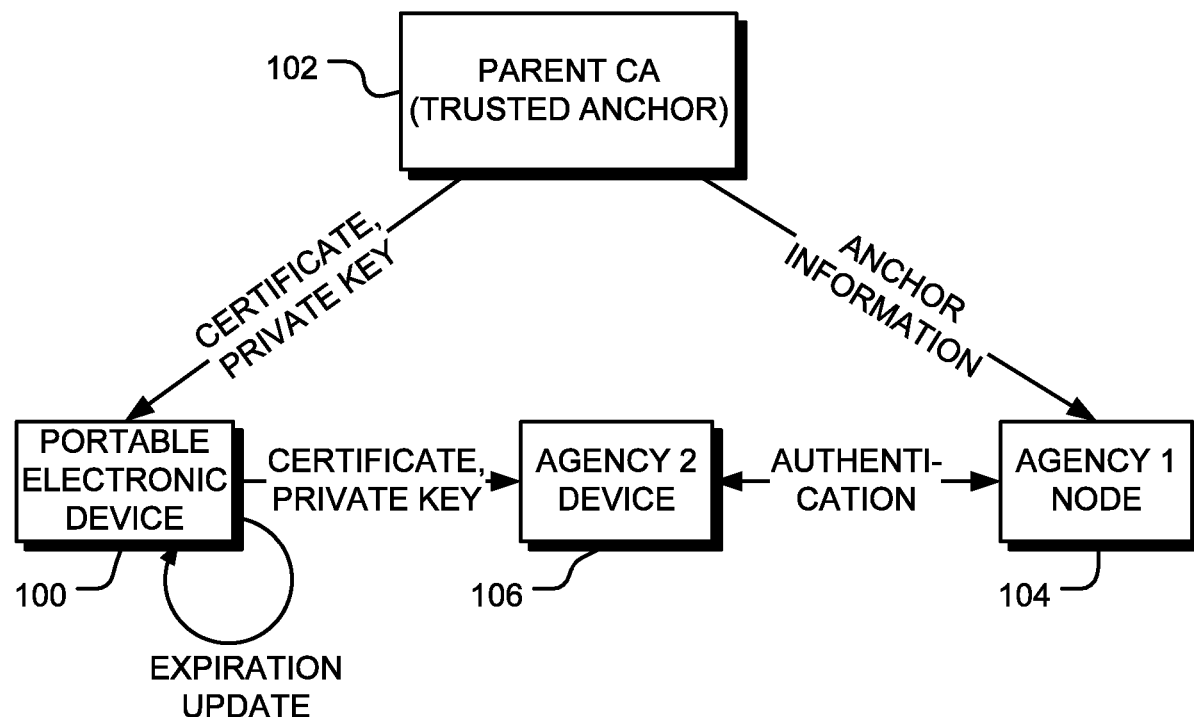 102
PARENT CA
(TRUSTED ANCHOR)
CERTIFICATE,
PRIVATE KEY
ANCHOR
INFORMATION
PORTABLE
ELECTRONIC
DEVICE
CERTIFICATE,
PRIVATE KEY
AGENCY 2
DEVICE
AUTHENTI-
CATION
AGENCY 1
NODE
100
106
104
EXPIRATION
UPDATE